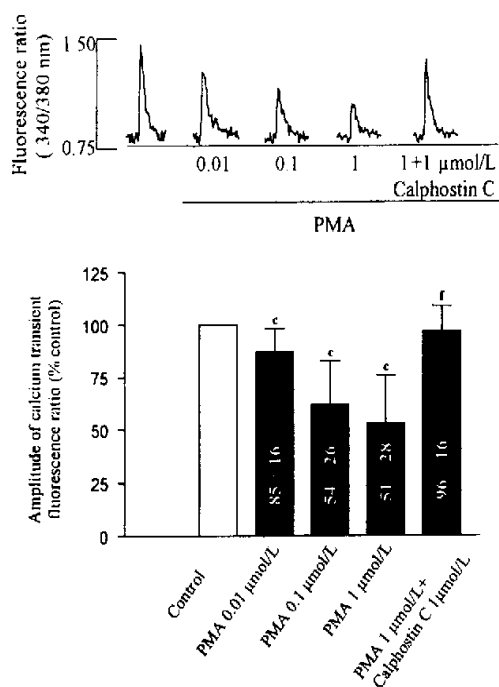 Fluorescence ratio
( 340/380 nm)
1 50
0.75
0.01 0.1 1 1+1 μmol/L
Calphostin C
PMA
Amplitude of calcium transient
fluorescence ratio (% control)
125
100
75
50
25
0
c
c
c
f
85 16
54 26
51 28
96 16
Control
PMA 0.01 μmol/L
PMA 0.1 μmol/L
PMA 1 μmol/L
PMA 1 μmol/L+
Calphostin C 1μmol/L